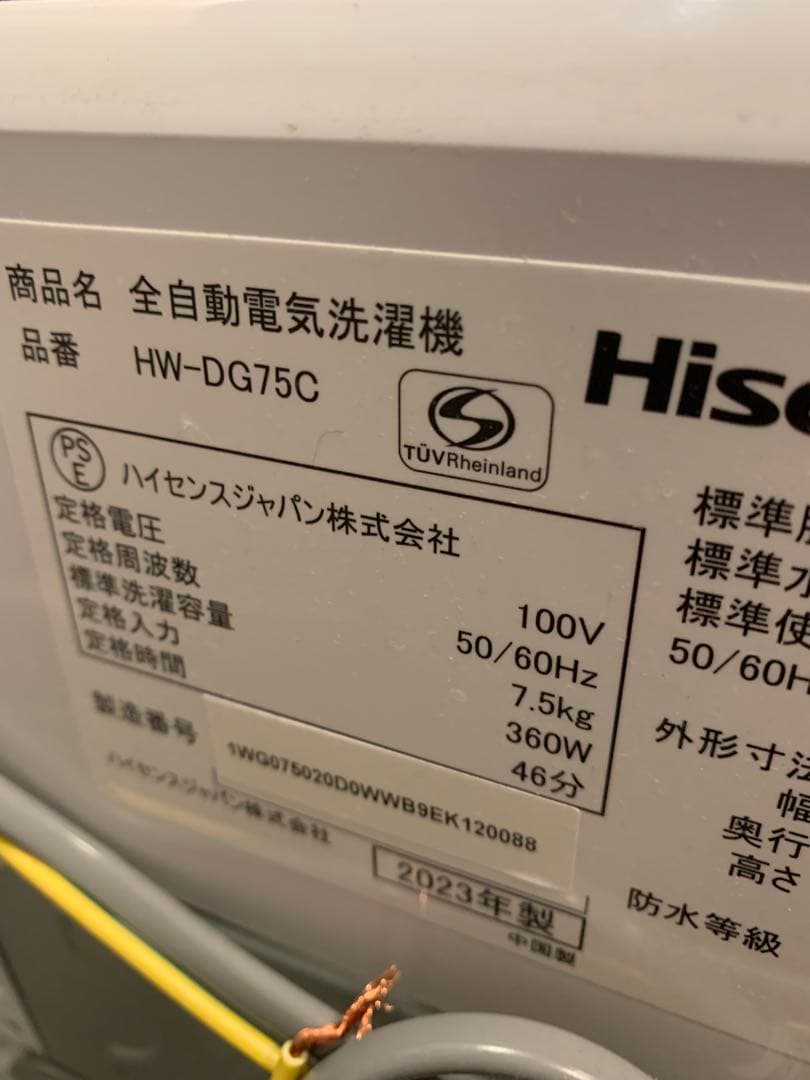 商品名 全自動電気洗濯機
品番 HW-DG75C
Hise
TÜVRheinland
PS
E
ハイセンスジャパン株式会社
定格電圧 100V
定格周波数 50/60Hz
標準洗濯容量 7.5kg
定格入力 360W
定格時間 46分
製造番号 1WG075020D0WWB9EK120088
ハイセンスジャパン株式会社
2023年製
中国製
標準
標準水
標準使
50/60H
外形寸法
幅
奥行
高さ
防水等級